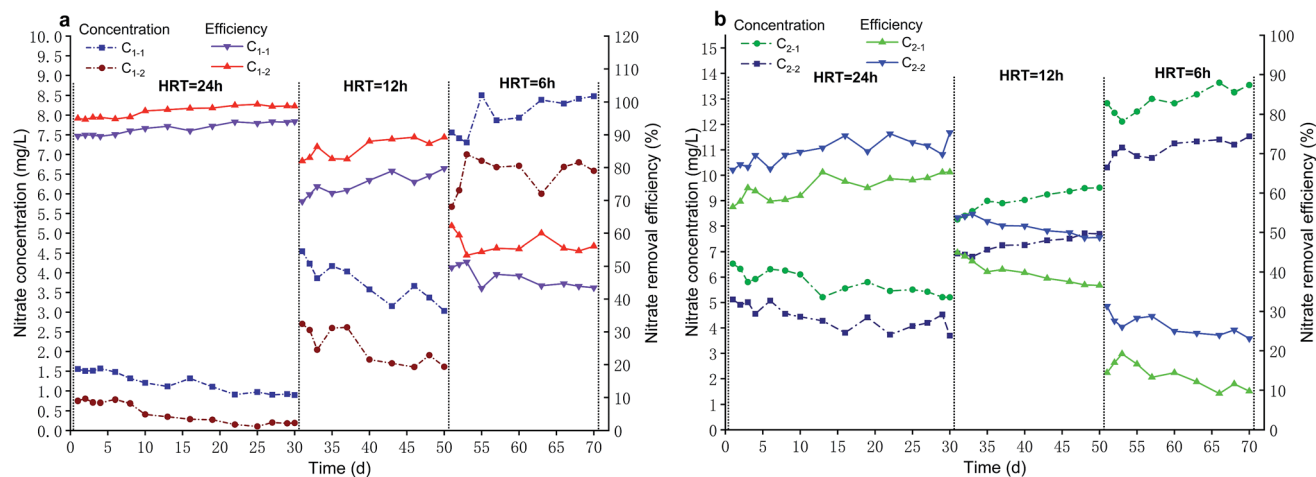 a
Concentration
C1-1
C1-2
Efficiency
C1-1
C1-2
HRT=24h
HRT=12h
HRT=6h
Nitrate concentration (mg/L)
10.0
9.5
9.0
8.5
8.0
7.5
7.0
6.5
6.0
5.5
5.0
4.5
4.0
3.5
3.0
2.5
2.0
1.5
1.0
0.5
0.0
0 5 10 15 20 25 30 35 40 45 50 55 60 65 70
Time (d)
120
110
100
90
80
70
60
50
40
30
20
10
0
Nitrate removal efficiency (%)
b
Concentration
C2-1
C2-2
Efficiency
C2-1
C2-2
HRT=24h
HRT=12h
HRT=6h
Nitrate concentration (mg/L)
15
14
13
12
11
10
9
8
7
6
5
4
3
2
1
0
0 5 10 15 20 25 30 35 40 45 50 55 60 65 70
Time (d)
100
90
80
70
60
50
40
30
20
10
0
Nitrate removal efficiency (%)